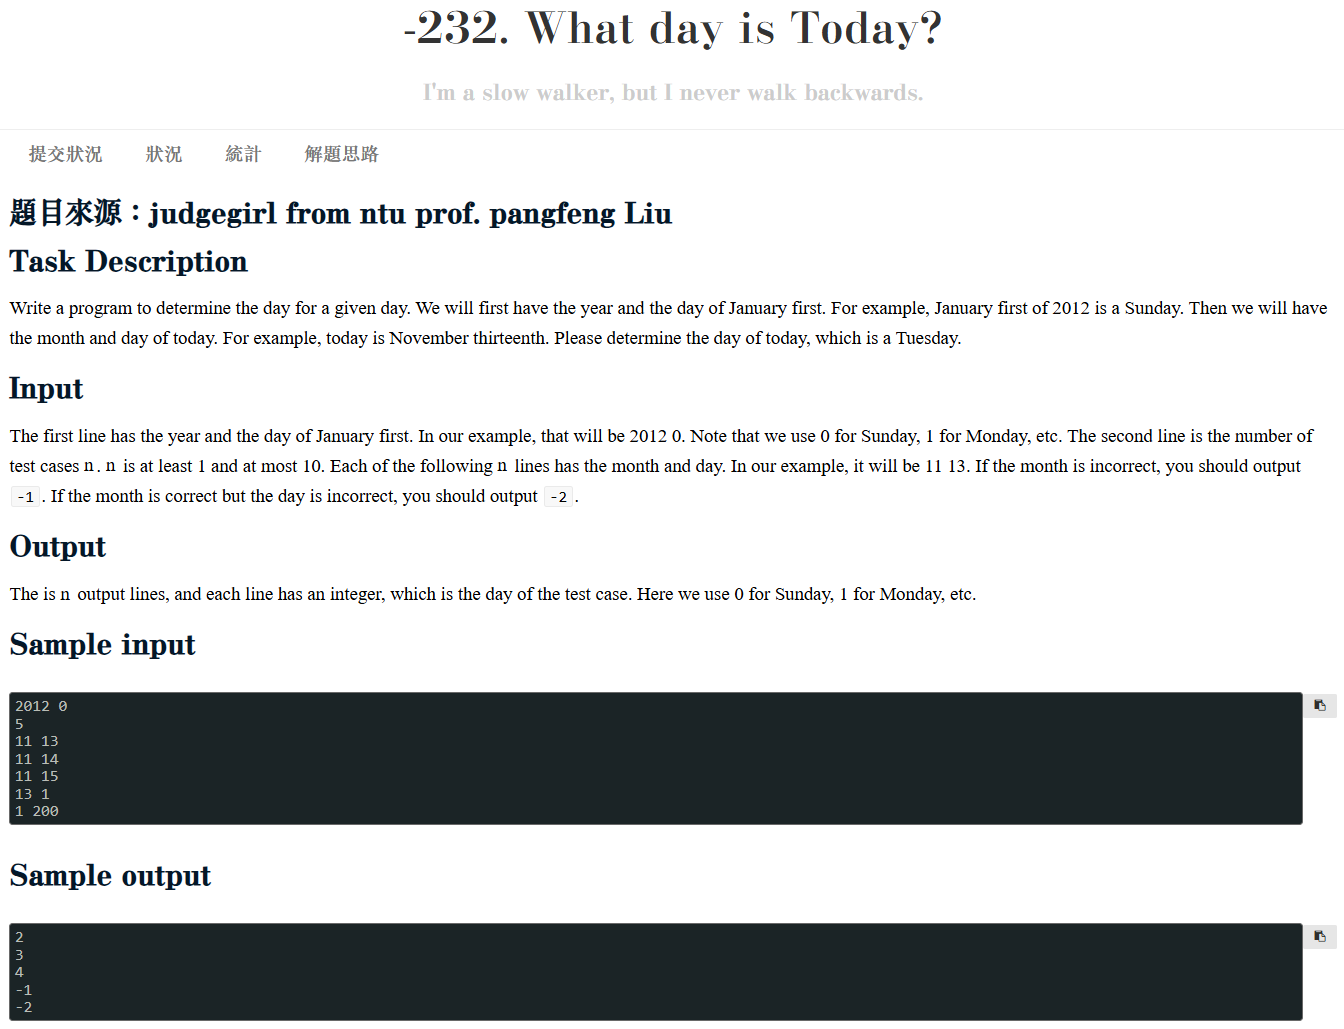 -232. What day is Today?
I'm a slow walker, but I never walk backwards.
提交狀況 狀況 統計 解題思路
題目來源：judgegirl from ntu prof. pangfeng Liu
Task Description
Write a program to determine the day for a given day. We will first have the year and the day of January first. For example, January first of 2012 is a Sunday. Then we will have
the month and day of today. For example, today is November thirteenth. Please determine the day of today, which is a Tuesday.
Input
The first line has the year and the day of January first. In our example, that will be 2012 0. Note that we use 0 for Sunday, 1 for Monday, etc. The second line is the number of
test cases n. n is at least 1 and at most 10. Each of the following n lines has the month and day. In our example, it will be 11 13. If the month is incorrect, you should output
-1. If the month is correct but the day is incorrect, you should output -2.
Output
The is n output lines, and each line has an integer, which is the day of the test case. Here we use 0 for Sunday, 1 for Monday, etc.
Sample input
2012 0
5
11 13
11 14
11 15
13 1
1 200
Sample output
2
3
4
-1
-2